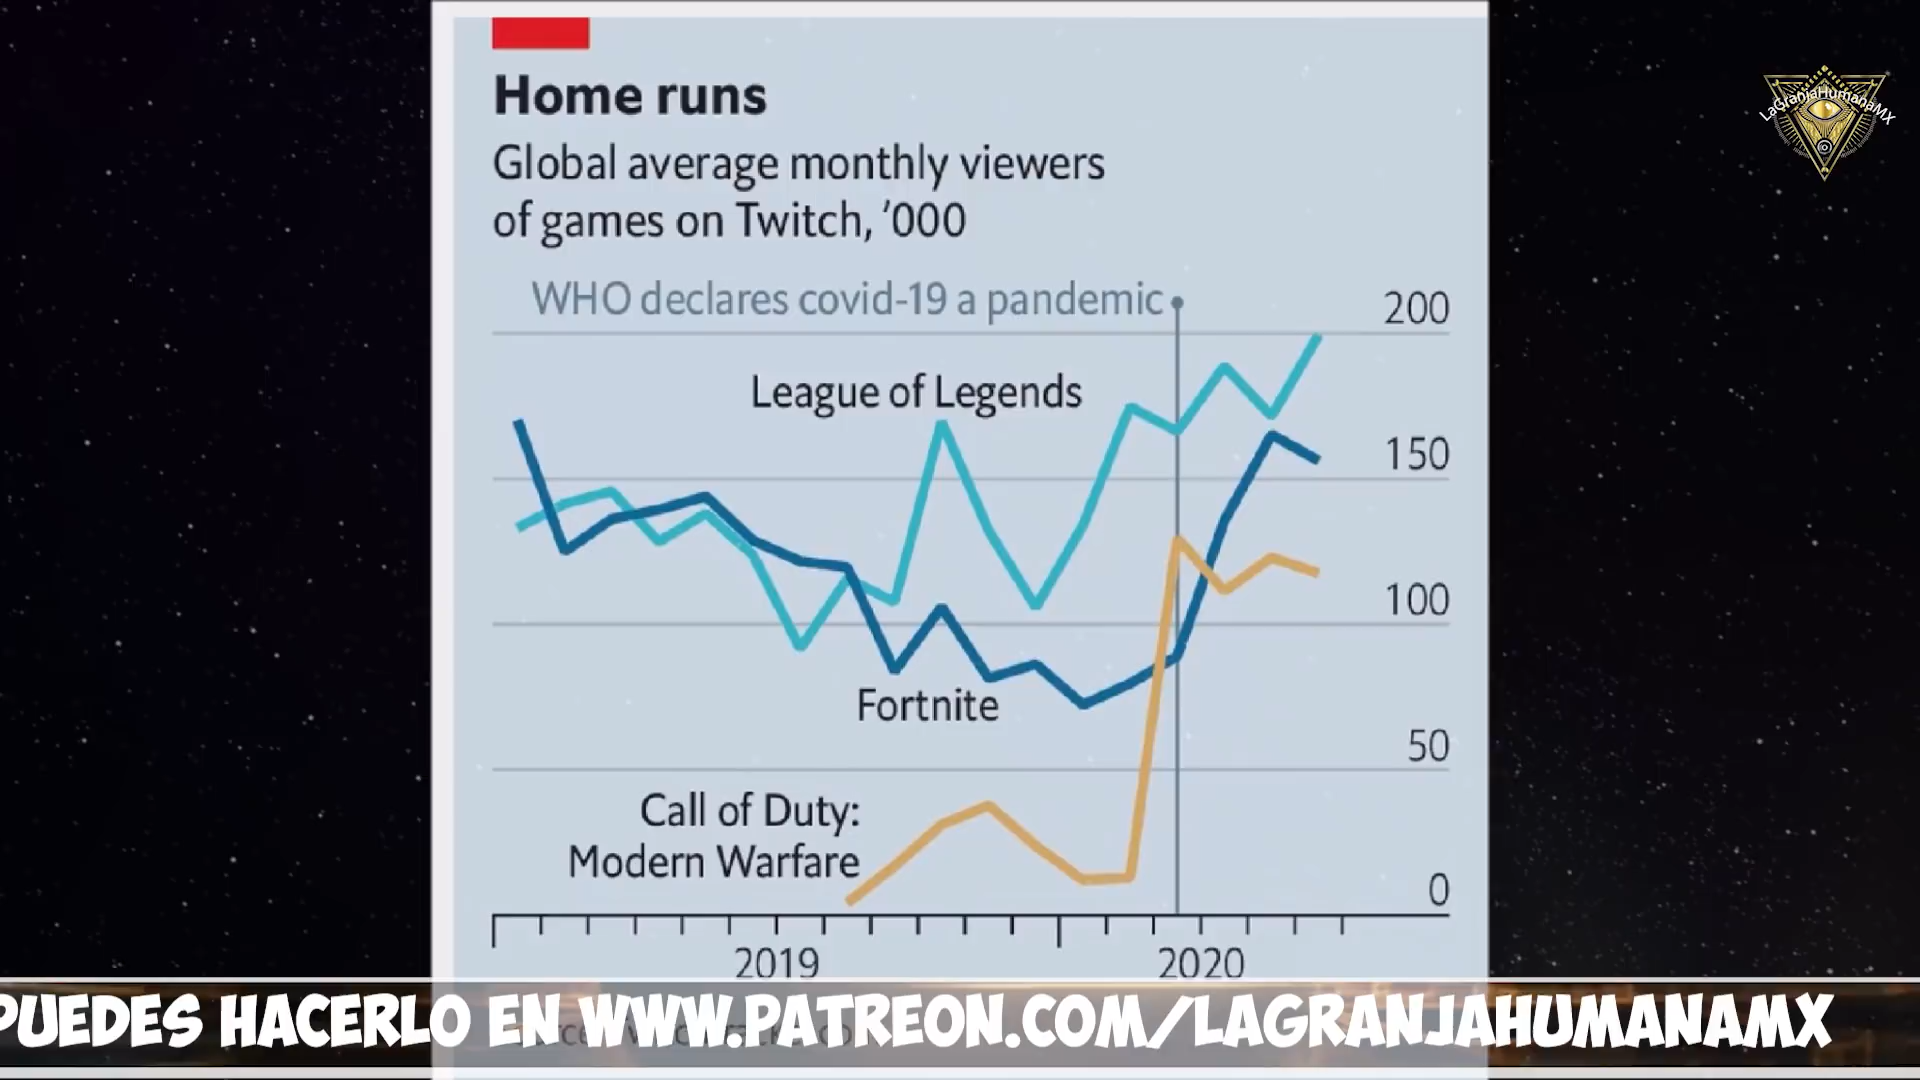 Home runs
Global average monthly viewers
of games on Twitch, ’000
WHO declares covid-19 a pandemic
200
League of Legends
150
100
Fortnite
50
Call of Duty:
Modern Warfare
0
2019
2020
LaGranjaHumanaMX
PUEDES HACERLO EN WWW.PATREON.COM/LAGRANJAHUMANAMX